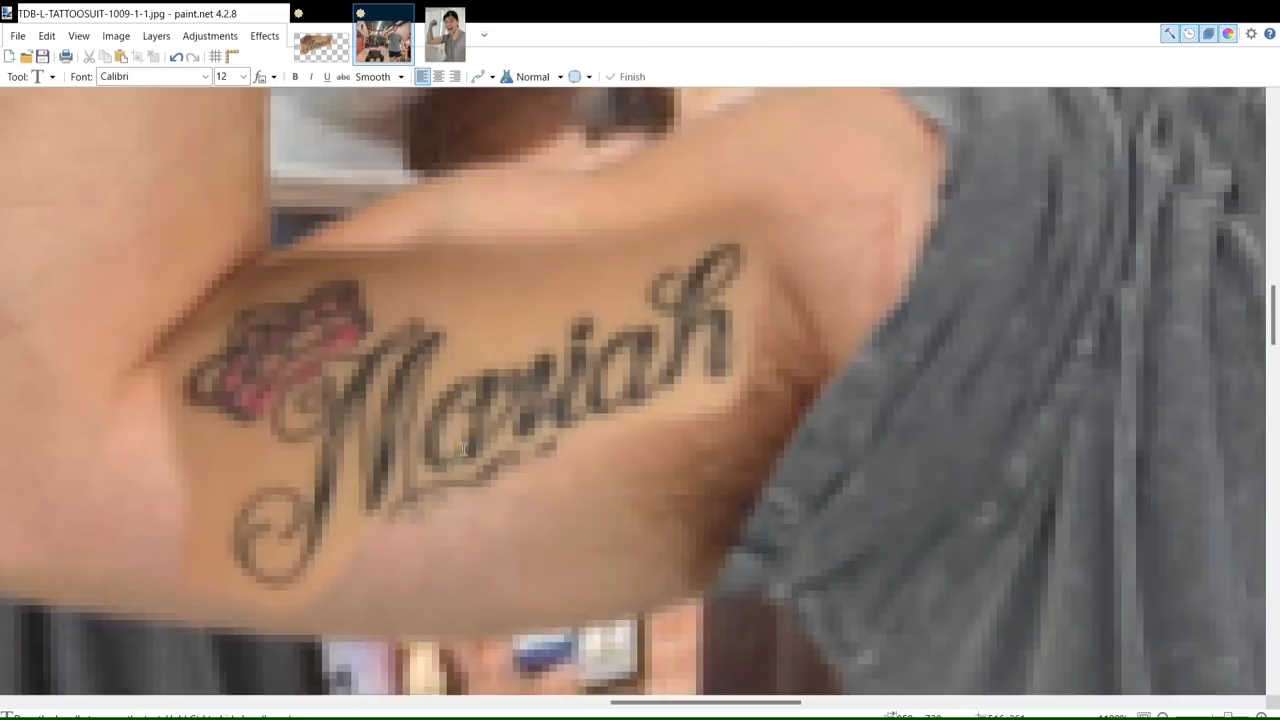 TDB-L-TATTOOSUIT-1009-1-1.jpg - paint.net 4.2.8
File Edit View Image Layers Adjustments Effects
Tool: T Font: Calibri 12 B I U abc Smooth Normal Finish
Mariah